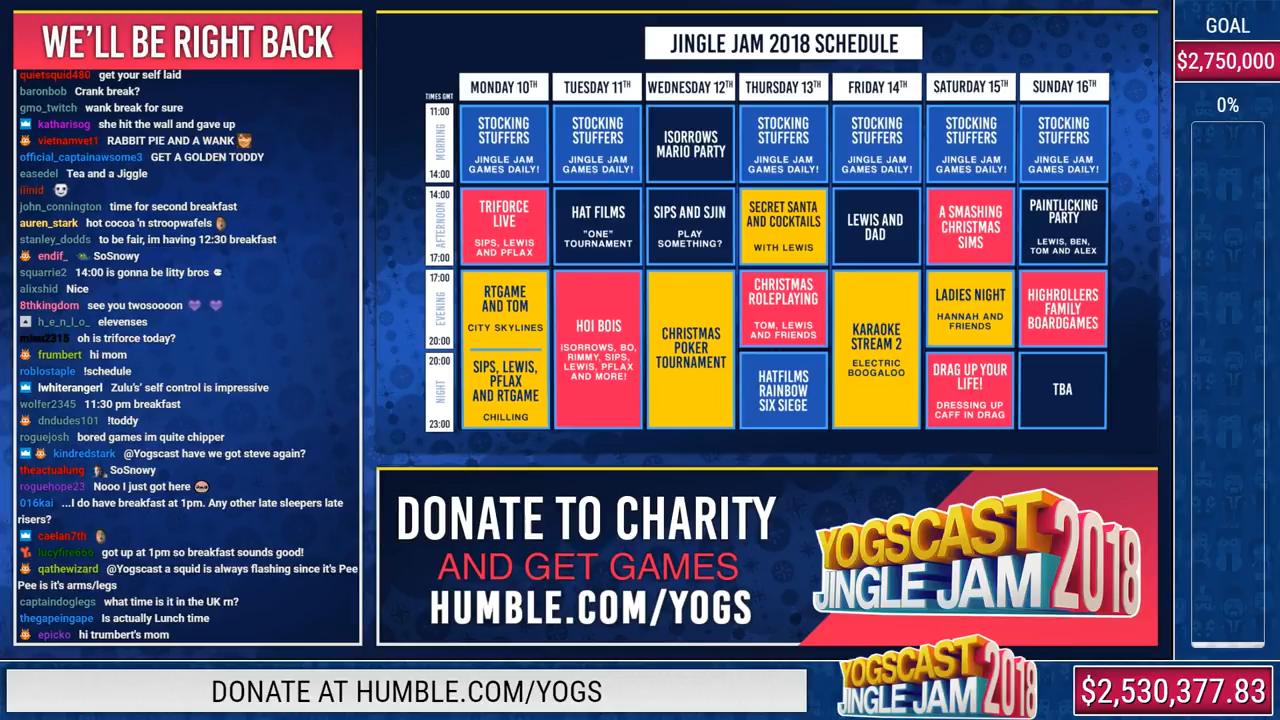 WE'LL BE RIGHT BACK
quietsquid480 get your self laid
baronbob Crank break?
gmo_twitch wank break for sure
katharisog she hit the wall and gave up
vietnamvet1 RABBIT PIE AND A WANK
official_captainawsome3 GET A GOLDEN TODDY
easedel Tea and a Jiggle
iiinid
john_connington time for second breakfast
auren_stark hot cocoa 'n stroopwafels
stanley_dodds to be fair, im having 12:30 breakfast
endif_ SoSnowy
squarrie2 14:00 is gonna be litty bros
alixshid Nice
8thkingdom see you twosoooun
h_e_n_l_o_ elevenses
oh is triforce today?
frumbert hi mom
roblostaple !schedule
lwhiterangerl Zulu's' self control is impressive
wolfer2345 11:30 pm breakfast
dndudes101 !toddy
roguejosh bored games im quite chipper
kindredstark @Yogscast have we got steve again?
theactualung SoSnowy
roguehope23 Nooo I just got here
016kai ...I do have breakfast at 1pm. Any other late sleepers late
risers?
caelan7th
lucyfire666 got up at 1pm so breakfast sounds good!
qathewizard @Yogscast a squid is always flashing since it's Pee
Pee is it's arms/legs
captaindoglegs what time is it in the UK rn?
thegapeingape Is actually Lunch time
epicko hi trumbert's mom
JINGLE JAM 2018 SCHEDULE
TIMES GMT
MONDAY 10TH
TUESDAY 11TH
WEDNESDAY 12TH
THURSDAY 13TH
FRIDAY 14TH
SATURDAY 15TH
SUNDAY 16TH
11:00
MORNING
14:00
STOCKING
STUFFERS
JINGLE JAM
GAMES DAILY!
STOCKING
STUFFERS
JINGLE JAM
GAMES DAILY!
ISORROWS
MARIO PARTY
STOCKING
STUFFERS
JINGLE JAM
GAMES DAILY!
STOCKING
STUFFERS
JINGLE JAM
GAMES DAILY!
STOCKING
STUFFERS
JINGLE JAM
GAMES DAILY!
STOCKING
STUFFERS
JINGLE JAM
GAMES DAILY!
14:00
AFTERNOON
17:00
TRIFORCE
LIVE
SIPS, LEWIS
AND PFLAX
HAT FILMS
"ONE"
TOURNAMENT
SIPS AND SJIN
PLAY
SOMETHING?
SECRET SANTA
AND COCKTAILS
WITH LEWIS
LEWIS AND
DAD
A SMASHING
CHRISTMAS
SIMS
PAINTLICKING
PARTY
LEWIS, BEN,
TOM AND ALEX
17:00
EVENING
20:00
RTGAME
AND TOM
CITY SKYLINES
HOI BOIS
ISORROWS, BO,
RIMMY, SIPS,
LEWIS, PFLAX
AND MORE!
CHRISTMAS
POKER
TOURNAMENT
CHRISTMAS
ROLEPLAYING
TOM, LEWIS
AND FRIENDS
KARAOKE
STREAM 2
ELECTRIC
BOOGALOO
LADIES NIGHT
HANNAH AND
FRIENDS
HIGHROLLERS
FAMILY
BOARDGAMES
20:00
NIGHT
23:00
SIPS, LEWIS,
PFLAX
AND RTGAME
CHILLING
HATFILMS
RAINBOW
SIX SIEGE
DRAG UP YOUR
LIFE!
DRESSING UP
CAFF IN DRAG
TBA
DONATE TO CHARITY
AND GET GAMES
HUMBLE.COM/YOGS
YOGSCAST
JINGLE JAM
2018
GOAL
$2,750,000
0%
DONATE AT HUMBLE.COM/YOGS
YOGSCAST
JINGLE JAM
2018
$2,530,377.83